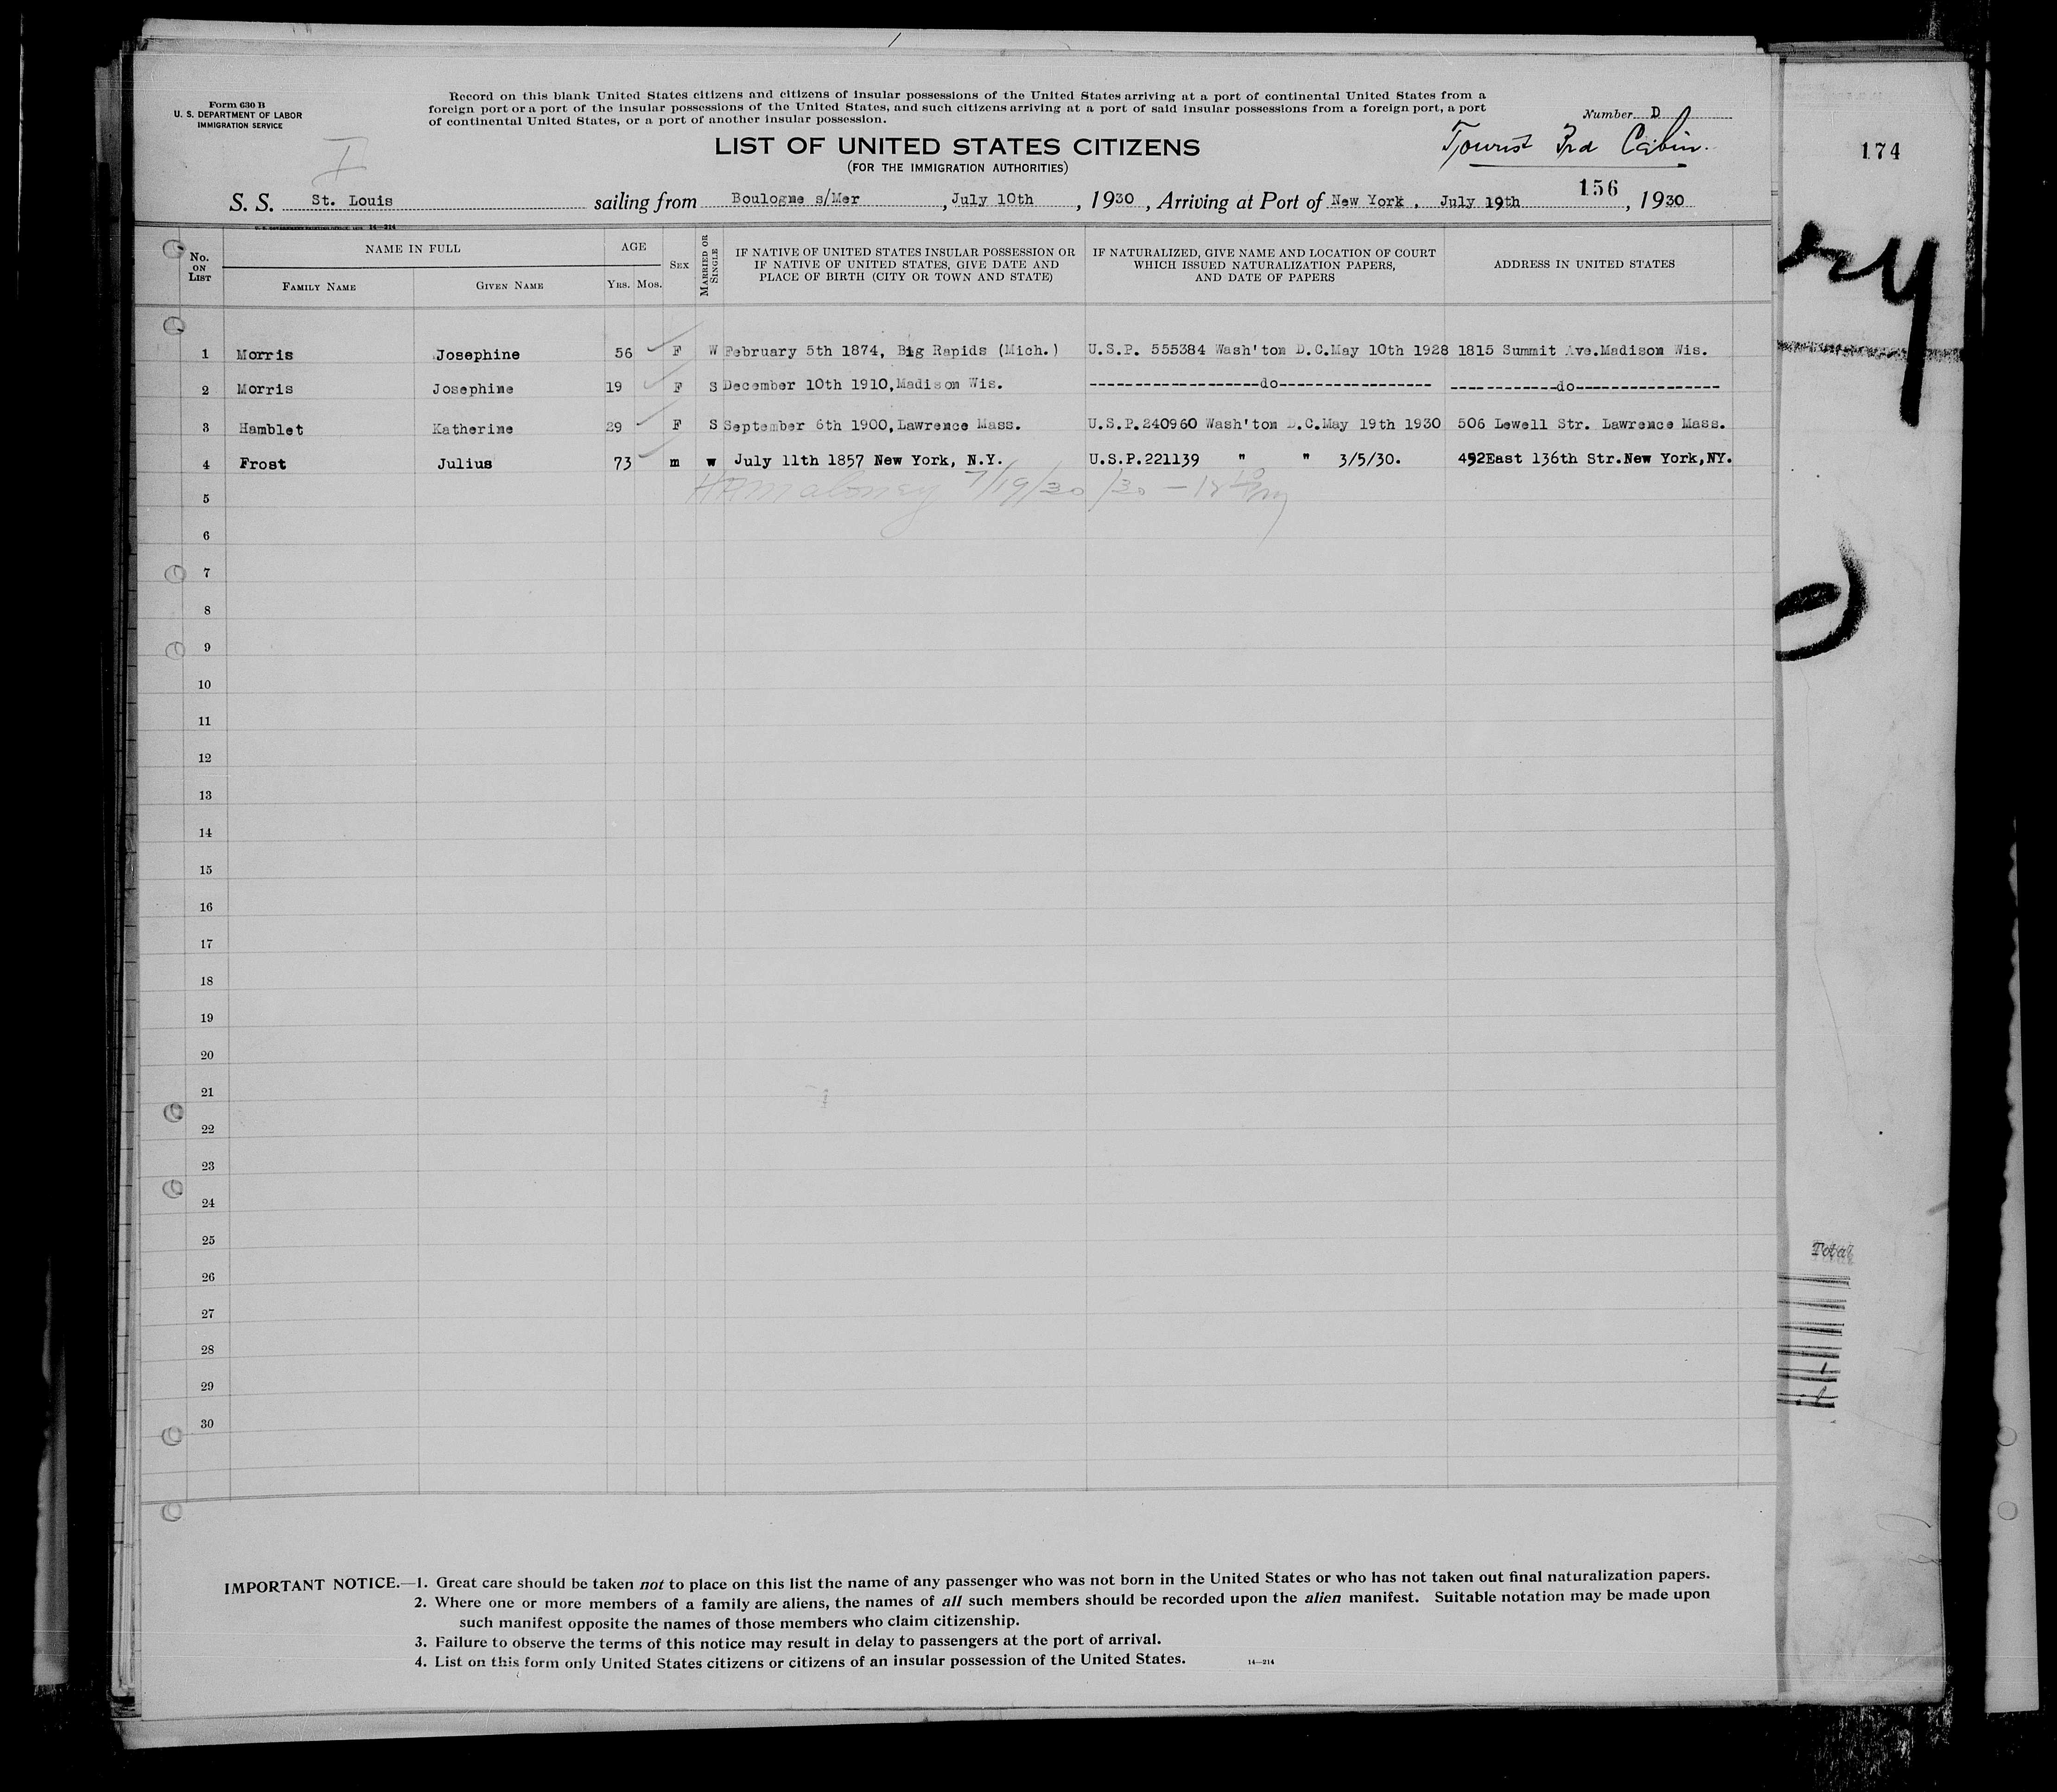 Form 630 B
U. S. DEPARTMENT OF LABOR
IMMIGRATION SERVICE
I
Record on this blank United States citizens and citizens of insular possessions of the United States arriving at a port of continental United States from a
foreign port or a port of the insular possessions of the United States, and such citizens arriving at a port of said insular possessions from a foreign port, a port
of continental United States, or a port of another insular possession.
Number D
Tourist 3rd Cabin.
LIST OF UNITED STATES CITIZENS
(FOR THE IMMIGRATION AUTHORITIES)
174
156
S. S. St. Louis sailing from Boulogne s/Mer, July 10th, 1930, Arriving at Port of New York, July 19th, 1930
No. ON LIST
NAME IN FULL
FAMILY NAME
GIVEN NAME
AGE
YRS. MOS.
SEX
MARRIED OR SINGLE
IF NATIVE OF UNITED STATES INSULAR POSSESSION OR
IF NATIVE OF UNITED STATES, GIVE DATE AND
PLACE OF BIRTH (CITY OR TOWN AND STATE)
IF NATURALIZED, GIVE NAME AND LOCATION OF COURT
WHICH ISSUED NATURALIZATION PAPERS,
AND DATE OF PAPERS
ADDRESS IN UNITED STATES
1 Morris Josephine 56 F W February 5th 1874, Big Rapids (Mich.) U.S.P. 555384 Wash'ton D.C.May 10th 1928 1815 Summit Ave.Madison Wis.
2 Morris Josephine 19 F S December 10th 1910,Madison Wis. -------------------do----------------- ------------do----------------
3 Hamblet Katherine 29 F S September 6th 1900,Lawrence Mass. U.S.P.240960 Wash'ton D.C.May 19th 1930 506 Lowell Str. Lawrence Mass.
4 Frost Julius 73 m w July 11th 1857 New York, N.Y. U.S.P.221139 " " 3/5/30. 492East 136th Str.New York,NY.
5 7/19/30
6
7
8
9
10
11
12
13
14
15
16
17
18
19
20
21
22
23
24
25
26
27
28
29
30
Total
IMPORTANT NOTICE.—1. Great care should be taken not to place on this list the name of any passenger who was not born in the United States or who has not taken out final naturalization papers.
2. Where one or more members of a family are aliens, the names of all such members should be recorded upon the alien manifest. Suitable notation may be made upon
such manifest opposite the names of those members who claim citizenship.
3. Failure to observe the terms of this notice may result in delay to passengers at the port of arrival.
4. List on this form only United States citizens or citizens of an insular possession of the United States. 14—214